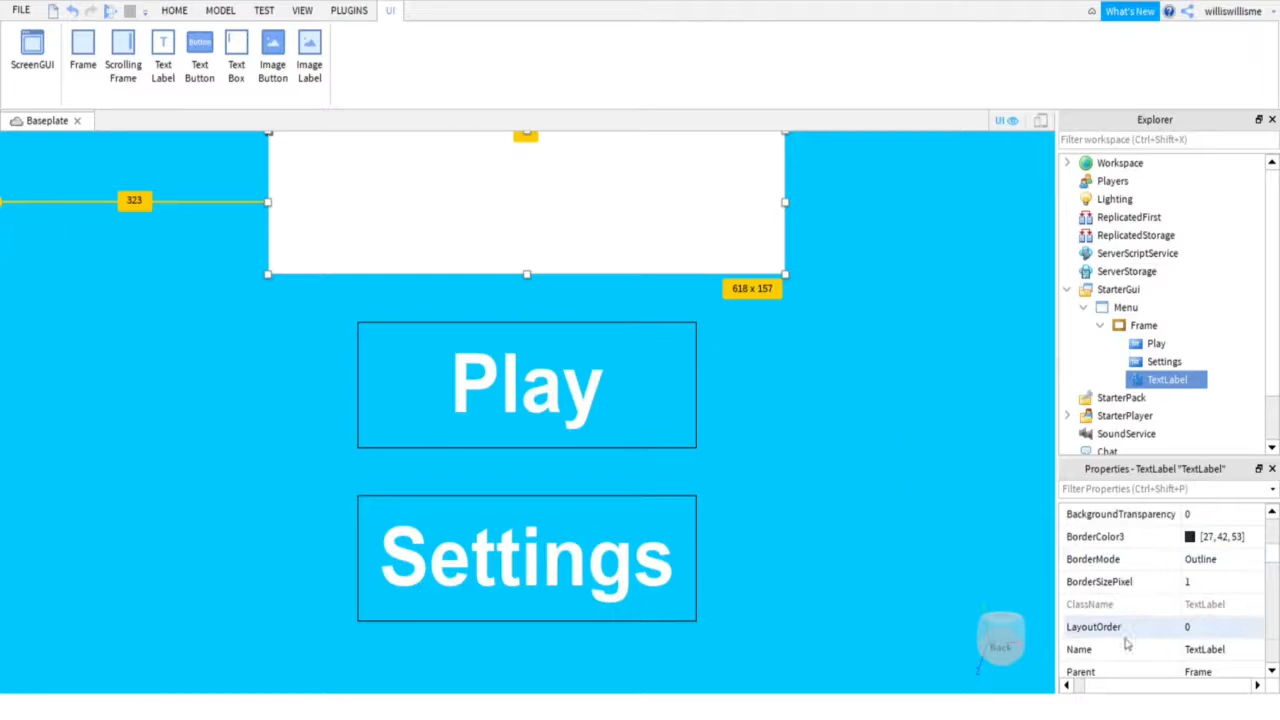 FILE HOME MODEL TEST VIEW PLUGINS UI What's New williswillisme
ScreenGUI Frame Scrolling Frame Text Label Text Button Button Text Box Image Button Image Label
Baseplate UI
Explorer
Filter workspace (Ctrl+Shift+X)
Workspace
Players
Lighting
ReplicatedFirst
ReplicatedStorage
ServerScriptService
ServerStorage
StarterGui
Menu
Frame
Play
Settings
TextLabel
StarterPack
StarterPlayer
SoundService
Chat
323
618 x 157
Play
Settings
Back
Z
Properties - TextLabel "TextLabel"
Filter Properties (Ctrl+Shift+P)
BackgroundTransparency 0
BorderColor3 [27, 42, 53]
BorderMode Outline
BorderSizePixel 1
ClassName TextLabel
LayoutOrder 0
Name TextLabel
Parent Frame